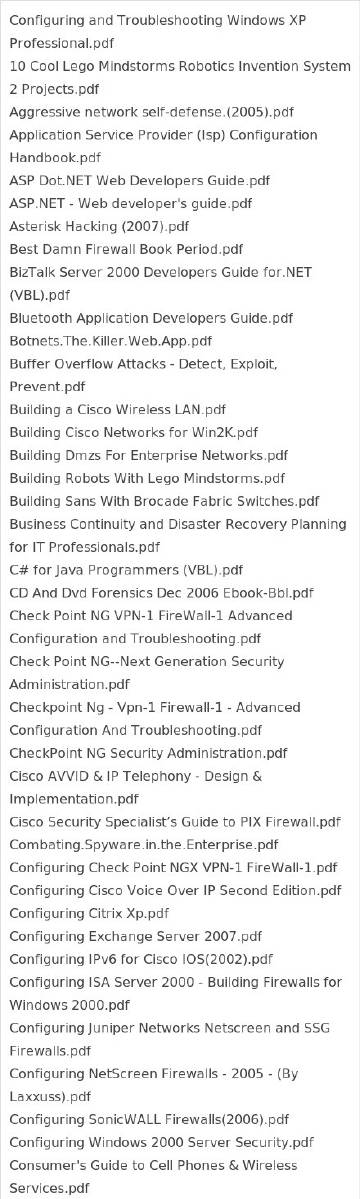 Configuring and Troubleshooting Windows XP
Professional.pdf
10 Cool Lego Mindstorms Robotics Invention System
2 Projects.pdf
Aggressive network self-defense.(2005).pdf
Application Service Provider (Isp) Configuration
Handbook.pdf
ASP Dot.NET Web Developers Guide.pdf
ASP.NET - Web developer's guide.pdf
Asterisk Hacking (2007).pdf
Best Damn Firewall Book Period.pdf
BizTalk Server 2000 Developers Guide for.NET
(VBL).pdf
Bluetooth Application Developers Guide.pdf
Botnets.The.Killer.Web.App.pdf
Buffer Overflow Attacks - Detect, Exploit,
Prevent.pdf
Building a Cisco Wireless LAN.pdf
Building Cisco Networks for Win2K.pdf
Building Dmzs For Enterprise Networks.pdf
Building Robots With Lego Mindstorms.pdf
Building Sans With Brocade Fabric Switches.pdf
Business Continuity and Disaster Recovery Planning
for IT Professionals.pdf
C# for Java Programmers (VBL).pdf
CD And Dvd Forensics Dec 2006 Ebook-Bbl.pdf
Check Point NG VPN-1 FireWall-1 Advanced
Configuration and Troubleshooting.pdf
Check Point NG--Next Generation Security
Administration.pdf
Checkpoint Ng - Vpn-1 Firewall-1 - Advanced
Configuration And Troubleshooting.pdf
CheckPoint NG Security Administration.pdf
Cisco AVVID & IP Telephony - Design &
Implementation.pdf
Cisco Security Specialist’s Guide to PIX Firewall.pdf
Combating.Spyware.in.the.Enterprise.pdf
Configuring Check Point NGX VPN-1 FireWall-1.pdf
Configuring Cisco Voice Over IP Second Edition.pdf
Configuring Citrix Xp.pdf
Configuring Exchange Server 2007.pdf
Configuring IPv6 for Cisco IOS(2002).pdf
Configuring ISA Server 2000 - Building Firewalls for
Windows 2000.pdf
Configuring Juniper Networks Netscreen and SSG
Firewalls.pdf
Configuring NetScreen Firewalls - 2005 - (By
Laxxuss).pdf
Configuring SonicWALL Firewalls(2006).pdf
Configuring Windows 2000 Server Security.pdf
Consumer's Guide to Cell Phones & Wireless
Services.pdf